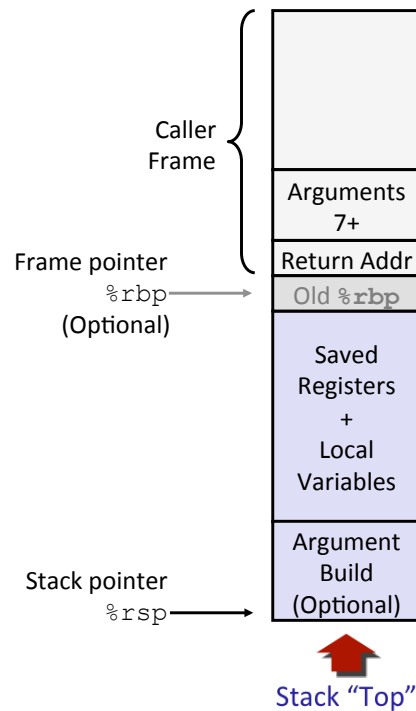 Caller
Frame
Arguments
7+
Return Addr
Frame pointer
%rbp
(Optional)
Old %rbp
Saved
Registers
+
Local
Variables
Argument
Build
(Optional)
Stack pointer
%rsp
Stack “Top”